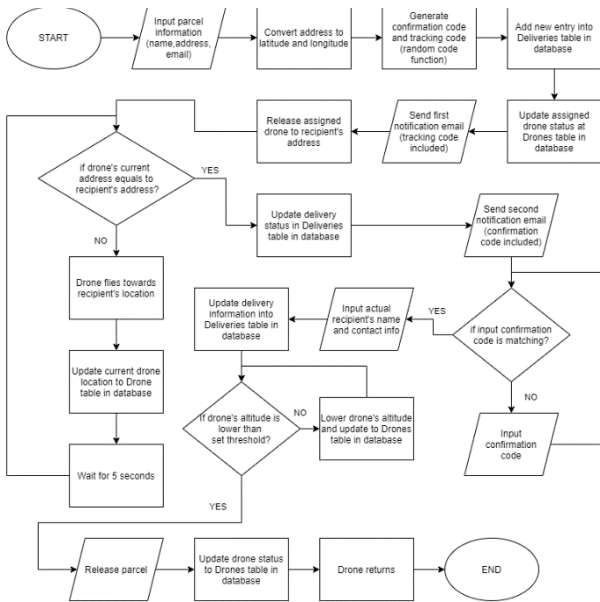 START
Input parcel
information
(name,address,
email)
Convert address to
latitude and longitude
Generate
confirmation code
and tracking code
(random code
function)
Add new entry into
Deliveries table in
database
Release assigned
drone to recipient's
address
Send first
notification email
(tracking code
included)
Update assigned
drone status at
Drones table in
database
if drone's current
address equals to
recipient's address?
YES
NO
Update delivery
status in Deliveries
table in database
Send second
notification email
(confirmation
code included)
Drone flies towards
recipient's location
Update delivery
information into
Deliveries table in
database
Input actual
recipient's name
and contact info
YES
if input confirmation
code is matching?
NO
Update current drone
location to Drone
table in database
If drone's altitude is
lower than
set threshold?
NO
Lower drone's altitude
and update to Drones
table in database
Input
confirmation
code
Wait for 5 seconds
YES
Release parcel
Update drone status
to Drones table in
database
Drone returns
END